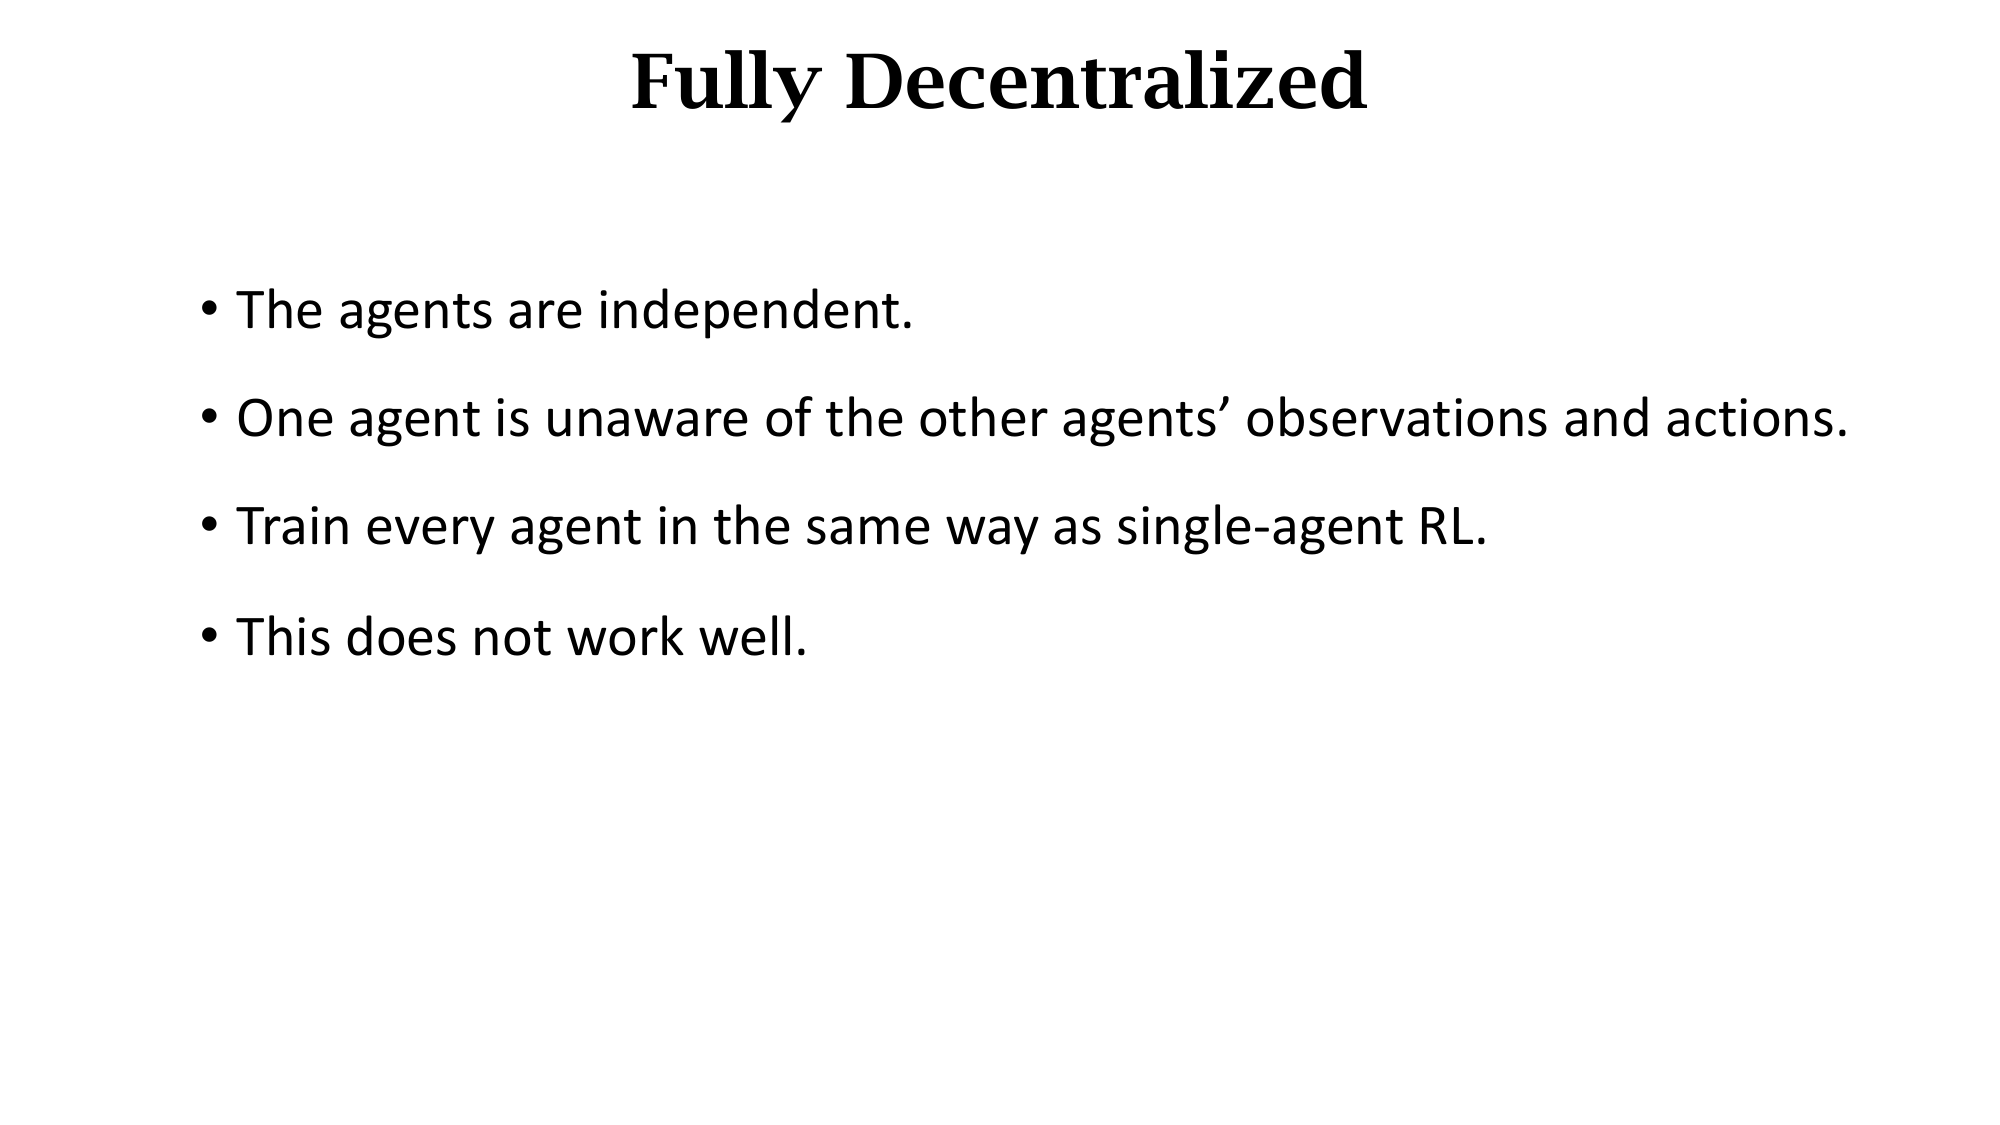 Fully Decentralized
• The agents are independent.
• One agent is unaware of the other agents’ observations and actions.
• Train every agent in the same way as single-agent RL.
• This does not work well.